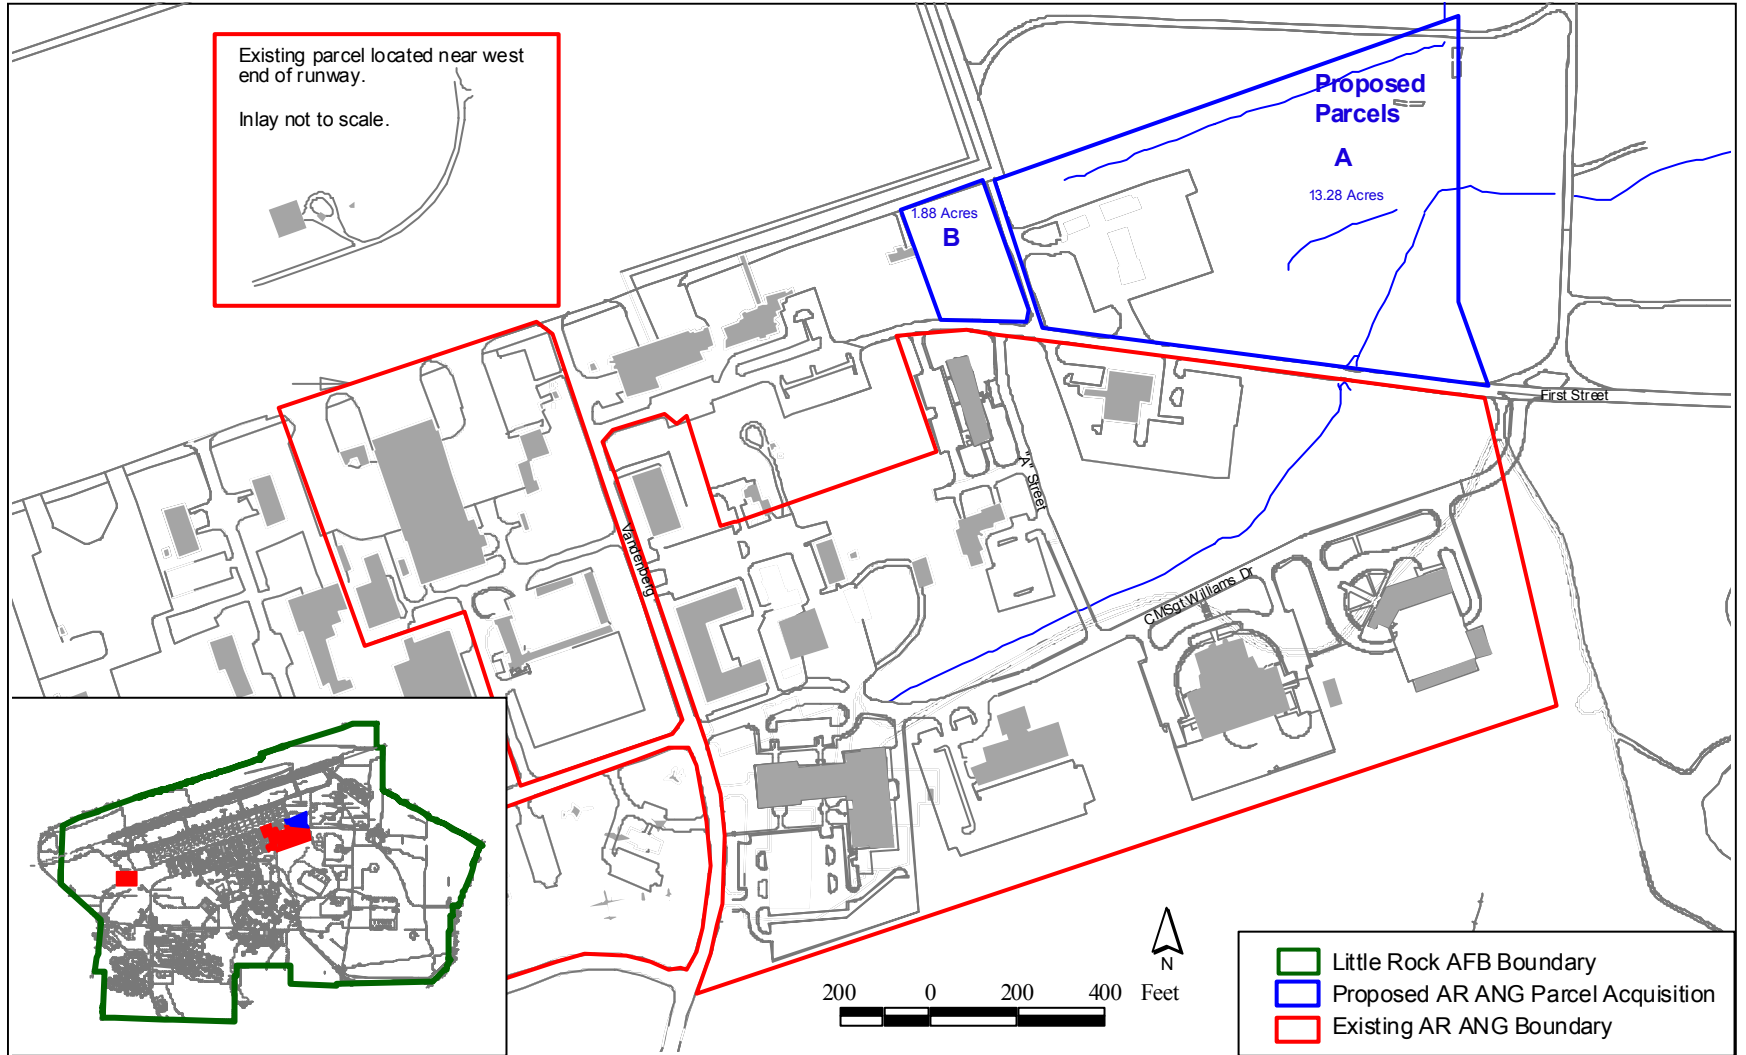 Existing parcel located near west
end of runway.
Inlay not to scale.
Proposed
Parcels
A
13.28 Acres
1.88 Acres
B
First Street
"A" Street
Vandenberg
CMSgt Williams Dr
N
200 0 200 400 Feet
Little Rock AFB Boundary
Proposed AR ANG Parcel Acquisition
Existing AR ANG Boundary